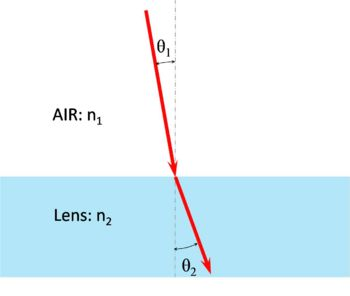 θ₁
AIR: n₁
Lens: n₂
θ₂